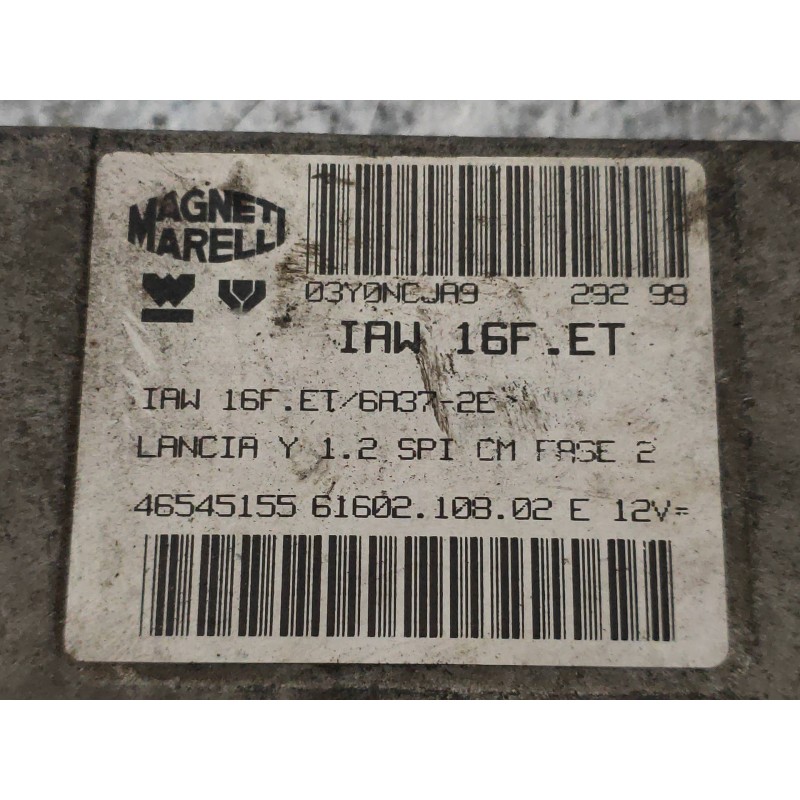 MAGNETI
MARELLI
03Y0NCJA9 292 99
IAW 16F.ET
IAW 16F.ET/6A37-2E
LANCIA Y 1.2 SPI CM FASE 2
46545155 61602.108.02 E 12V=